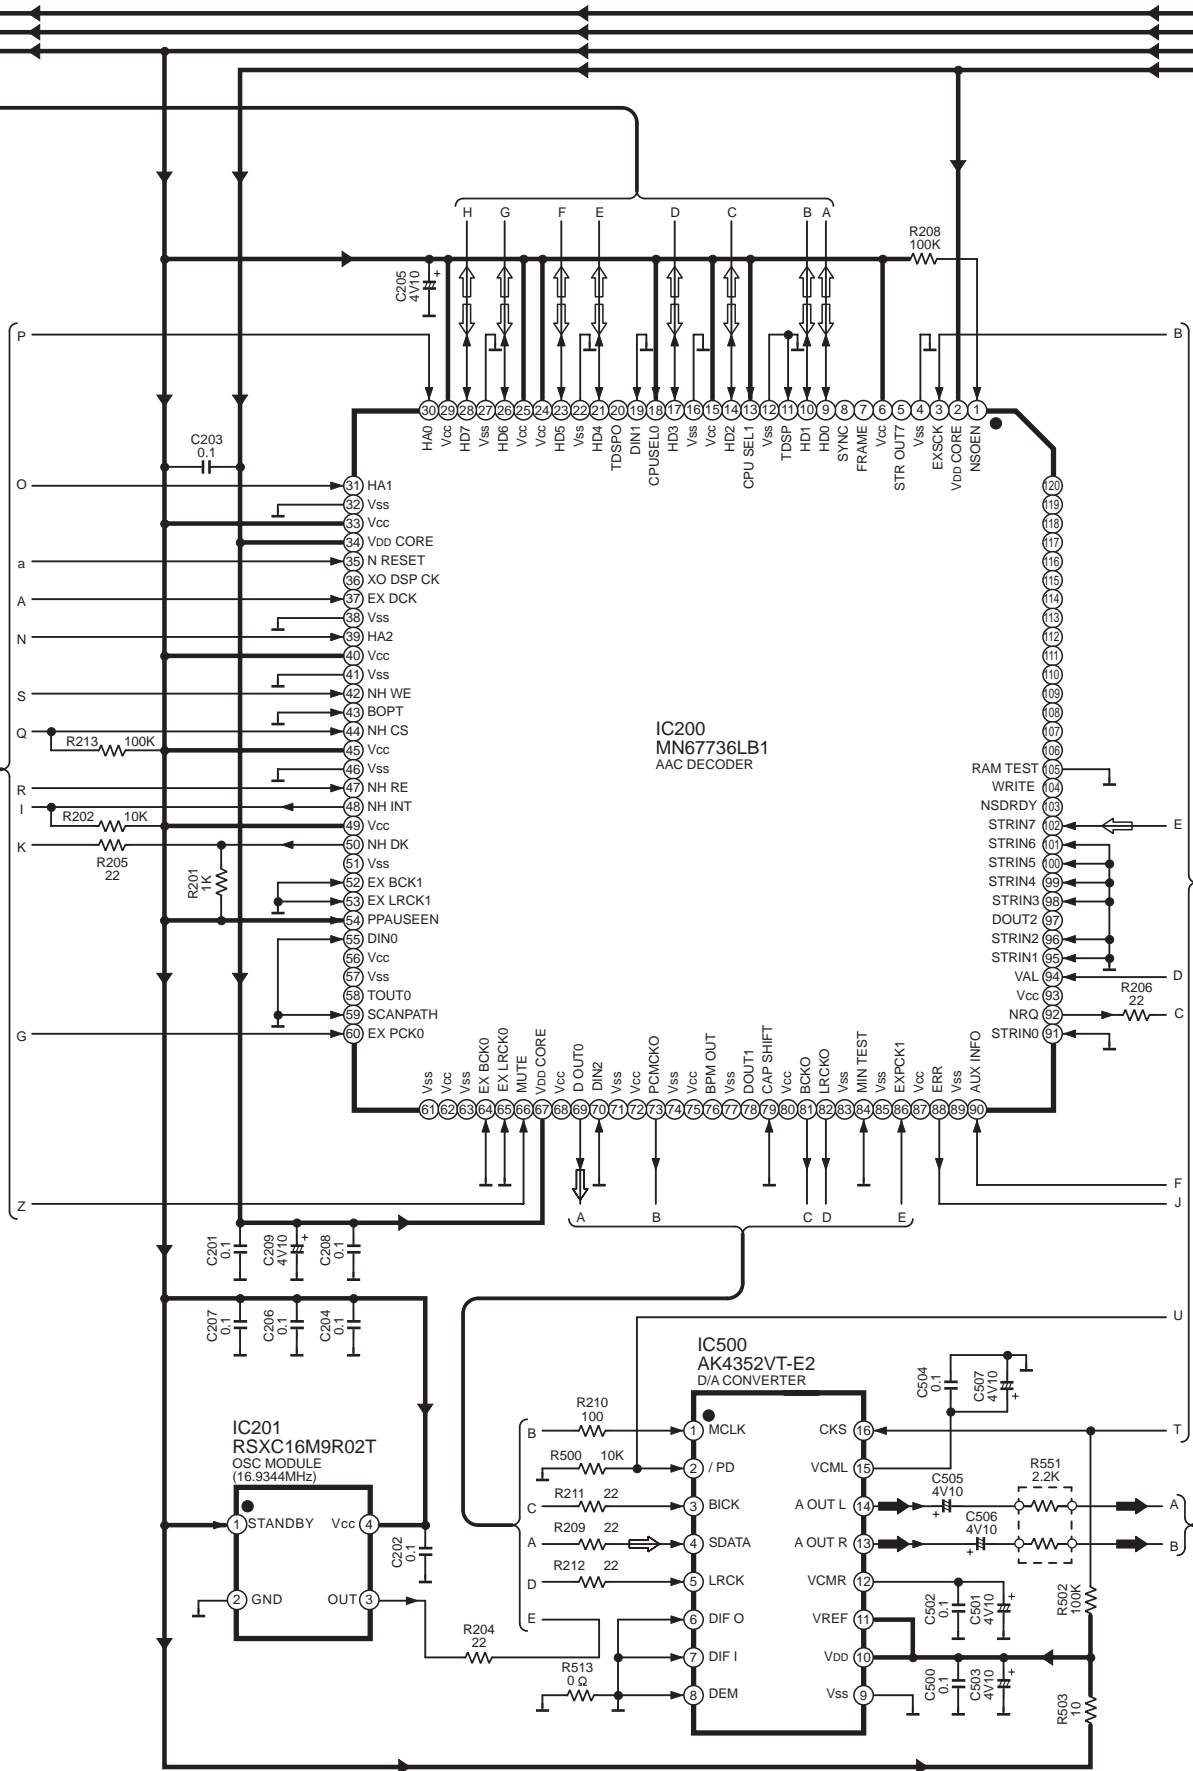 H G F E D C B A
R208
100K
C205
4V10
+
P
B
30 29 28 27 26 25 24 23 22 21 20 19 18 17 16 15 14 13 12 11 10 9 8 7 6 5 4 3 2 1
HA0
Vcc
HD7
Vss
HD6
Vcc
Vcc
HD5
Vss
HD4
TDSPO
DIN1
CPUSEL0
HD3
Vss
Vcc
HD2
CPU SEL1
Vss
TDSP
HD1
HD0
SYNC
FRAME
Vcc
STR OUT7
Vss
EXSCK
VDD CORE
NSOEN
C203
0.1
O
31 HA1
32 Vss
33 Vcc
34 VDD CORE
a
35 N RESET
36 XO DSP CK
A
37 EX DCK
38 Vss
N
39 HA2
40 Vcc
41 Vss
S
42 NH WE
43 BOPT
Q
44 NH CS
R213 100K
45 Vcc
46 Vss
R
47 NH RE
I
48 NH INT
R202 10K
49 Vcc
K
50 NH DK
R205
22
R201
1K
51 Vss
52 EX BCK1
53 EX LRCK1
54 PPAUSEEN
55 DIN0
56 Vcc
57 Vss
58 TOUT0
59 SCANPATH
G
60 EX PCK0
IC200
MN67736LB1
AAC DECODER
120
119
118
117
116
115
114
113
112
111
110
109
108
107
106
RAM TEST 105
WRITE 104
NSDRDY 103
STRIN7 102
E
STRIN6 101
STRIN5 100
STRIN4 99
STRIN3 98
DOUT2 97
STRIN2 96
STRIN1 95
VAL 94
D
Vcc 93
R206
22
NRQ 92
C
STRIN0 91
Vss
Vcc
Vss
EX BCK0
EX LRCK0
MUTE
VDD CORE
Vcc
D OUT0
DIN2
Vss
Vcc
PCMCKO
Vss
Vcc
BPM OUT
Vss
DOUT1
CAP SHIFT
Vcc
BCKO
LRCKO
Vss
MIN TEST
Vss
EXPCK1
Vcc
ERR
Vss
AUX INFO
61 62 63 64 65 66 67 68 69 70 71 72 73 74 75 76 77 78 79 80 81 82 83 84 85 86 87 88 89 90
F
Z
J
A B C D E
C201
0.1
C209
4V10
+
C208
0.1
C207
0.1
C206
0.1
C204
0.1
U
IC500
AK4352VT-E2
D/A CONVERTER
C504
0.1
C507
4V10
+
IC201
RSXC16M9R02T
OSC MODULE
(16.9344MHz)
1 STANDBY
Vcc 4
2 GND
OUT 3
C202
0.1
R204
22
B
R210
100
1 MCLK
CKS 16
T
R500 10K
2 / PD
VCML 15
C505
4V10
+
R551
2.2K
C
R211 22
3 BICK
A OUT L 14
A
C506
4V10
+
A
R209 22
4 SDATA
A OUT R 13
B
D
R212 22
5 LRCK
VCMR 12
C502
0.1
C501
4V10
+
R502
100K
E
6 DIF O
VREF 11
7 DIF I
VDD 10
R513
0 Ω
8 DEM
Vss 9
C500
0.1
C503
4V10
+
R503
10